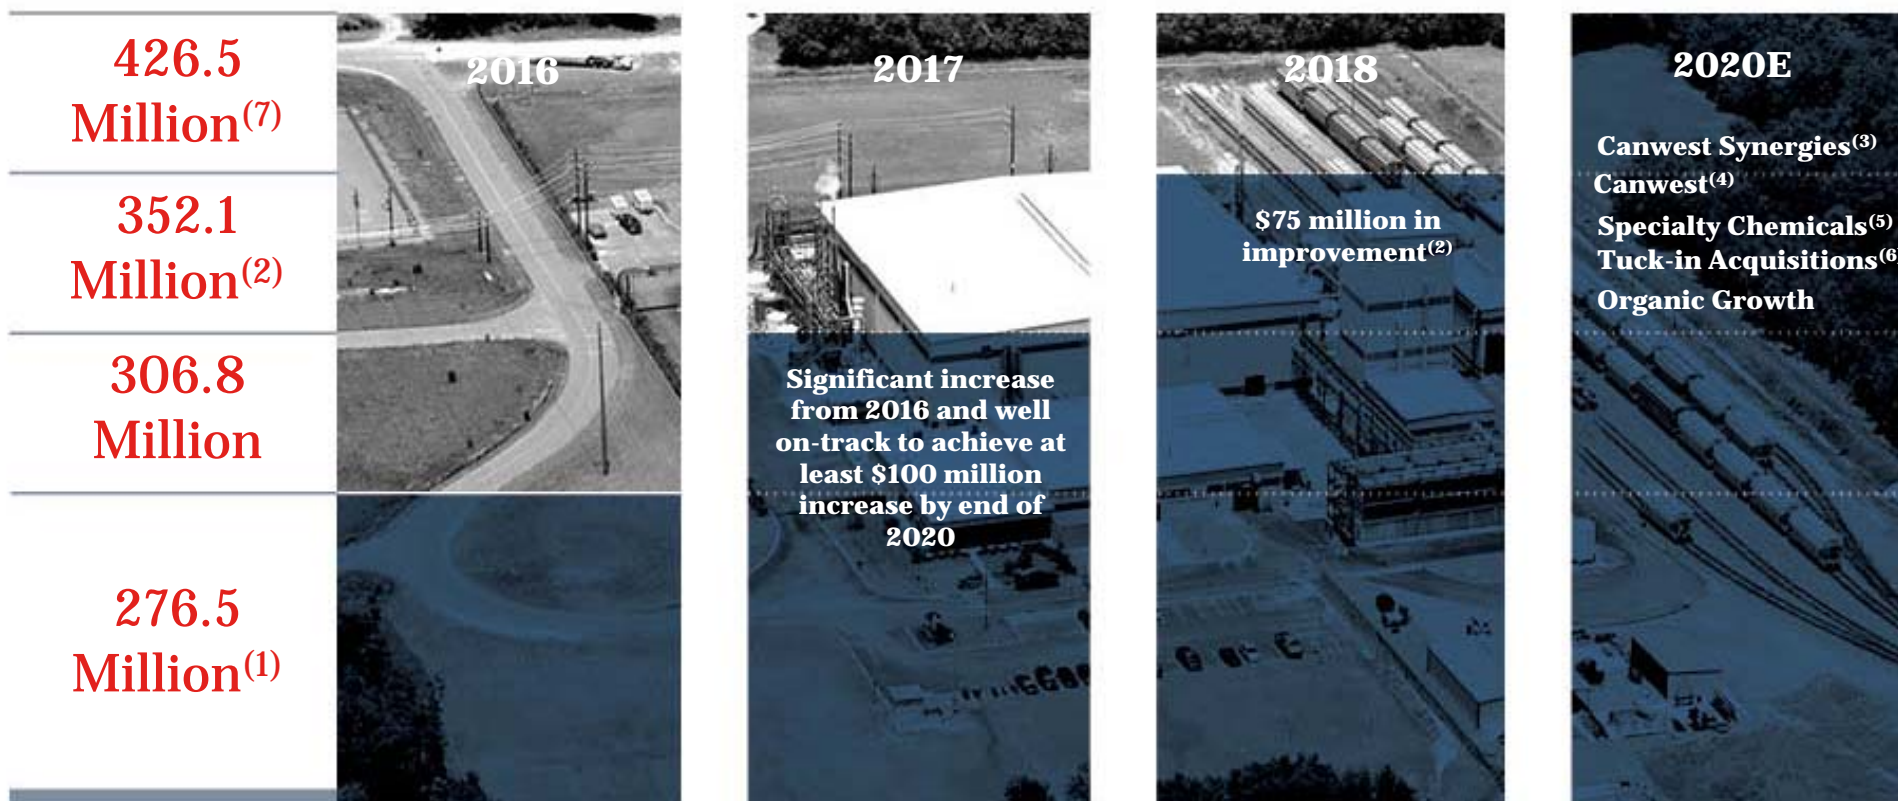 426.5
Million(7)
352.1
Million(2)
306.8
Million
276.5
Million(1)
2016
2017
Significant increase
from 2016 and well
on-track to achieve at
least $100 million
increase by end of
2020
2018
$75 million in
improvement(2)
2020E
Canwest Synergies(3)
Canwest(4)
Specialty Chemicals(5)
Tuck-in Acquisitions(6
Organic Growth